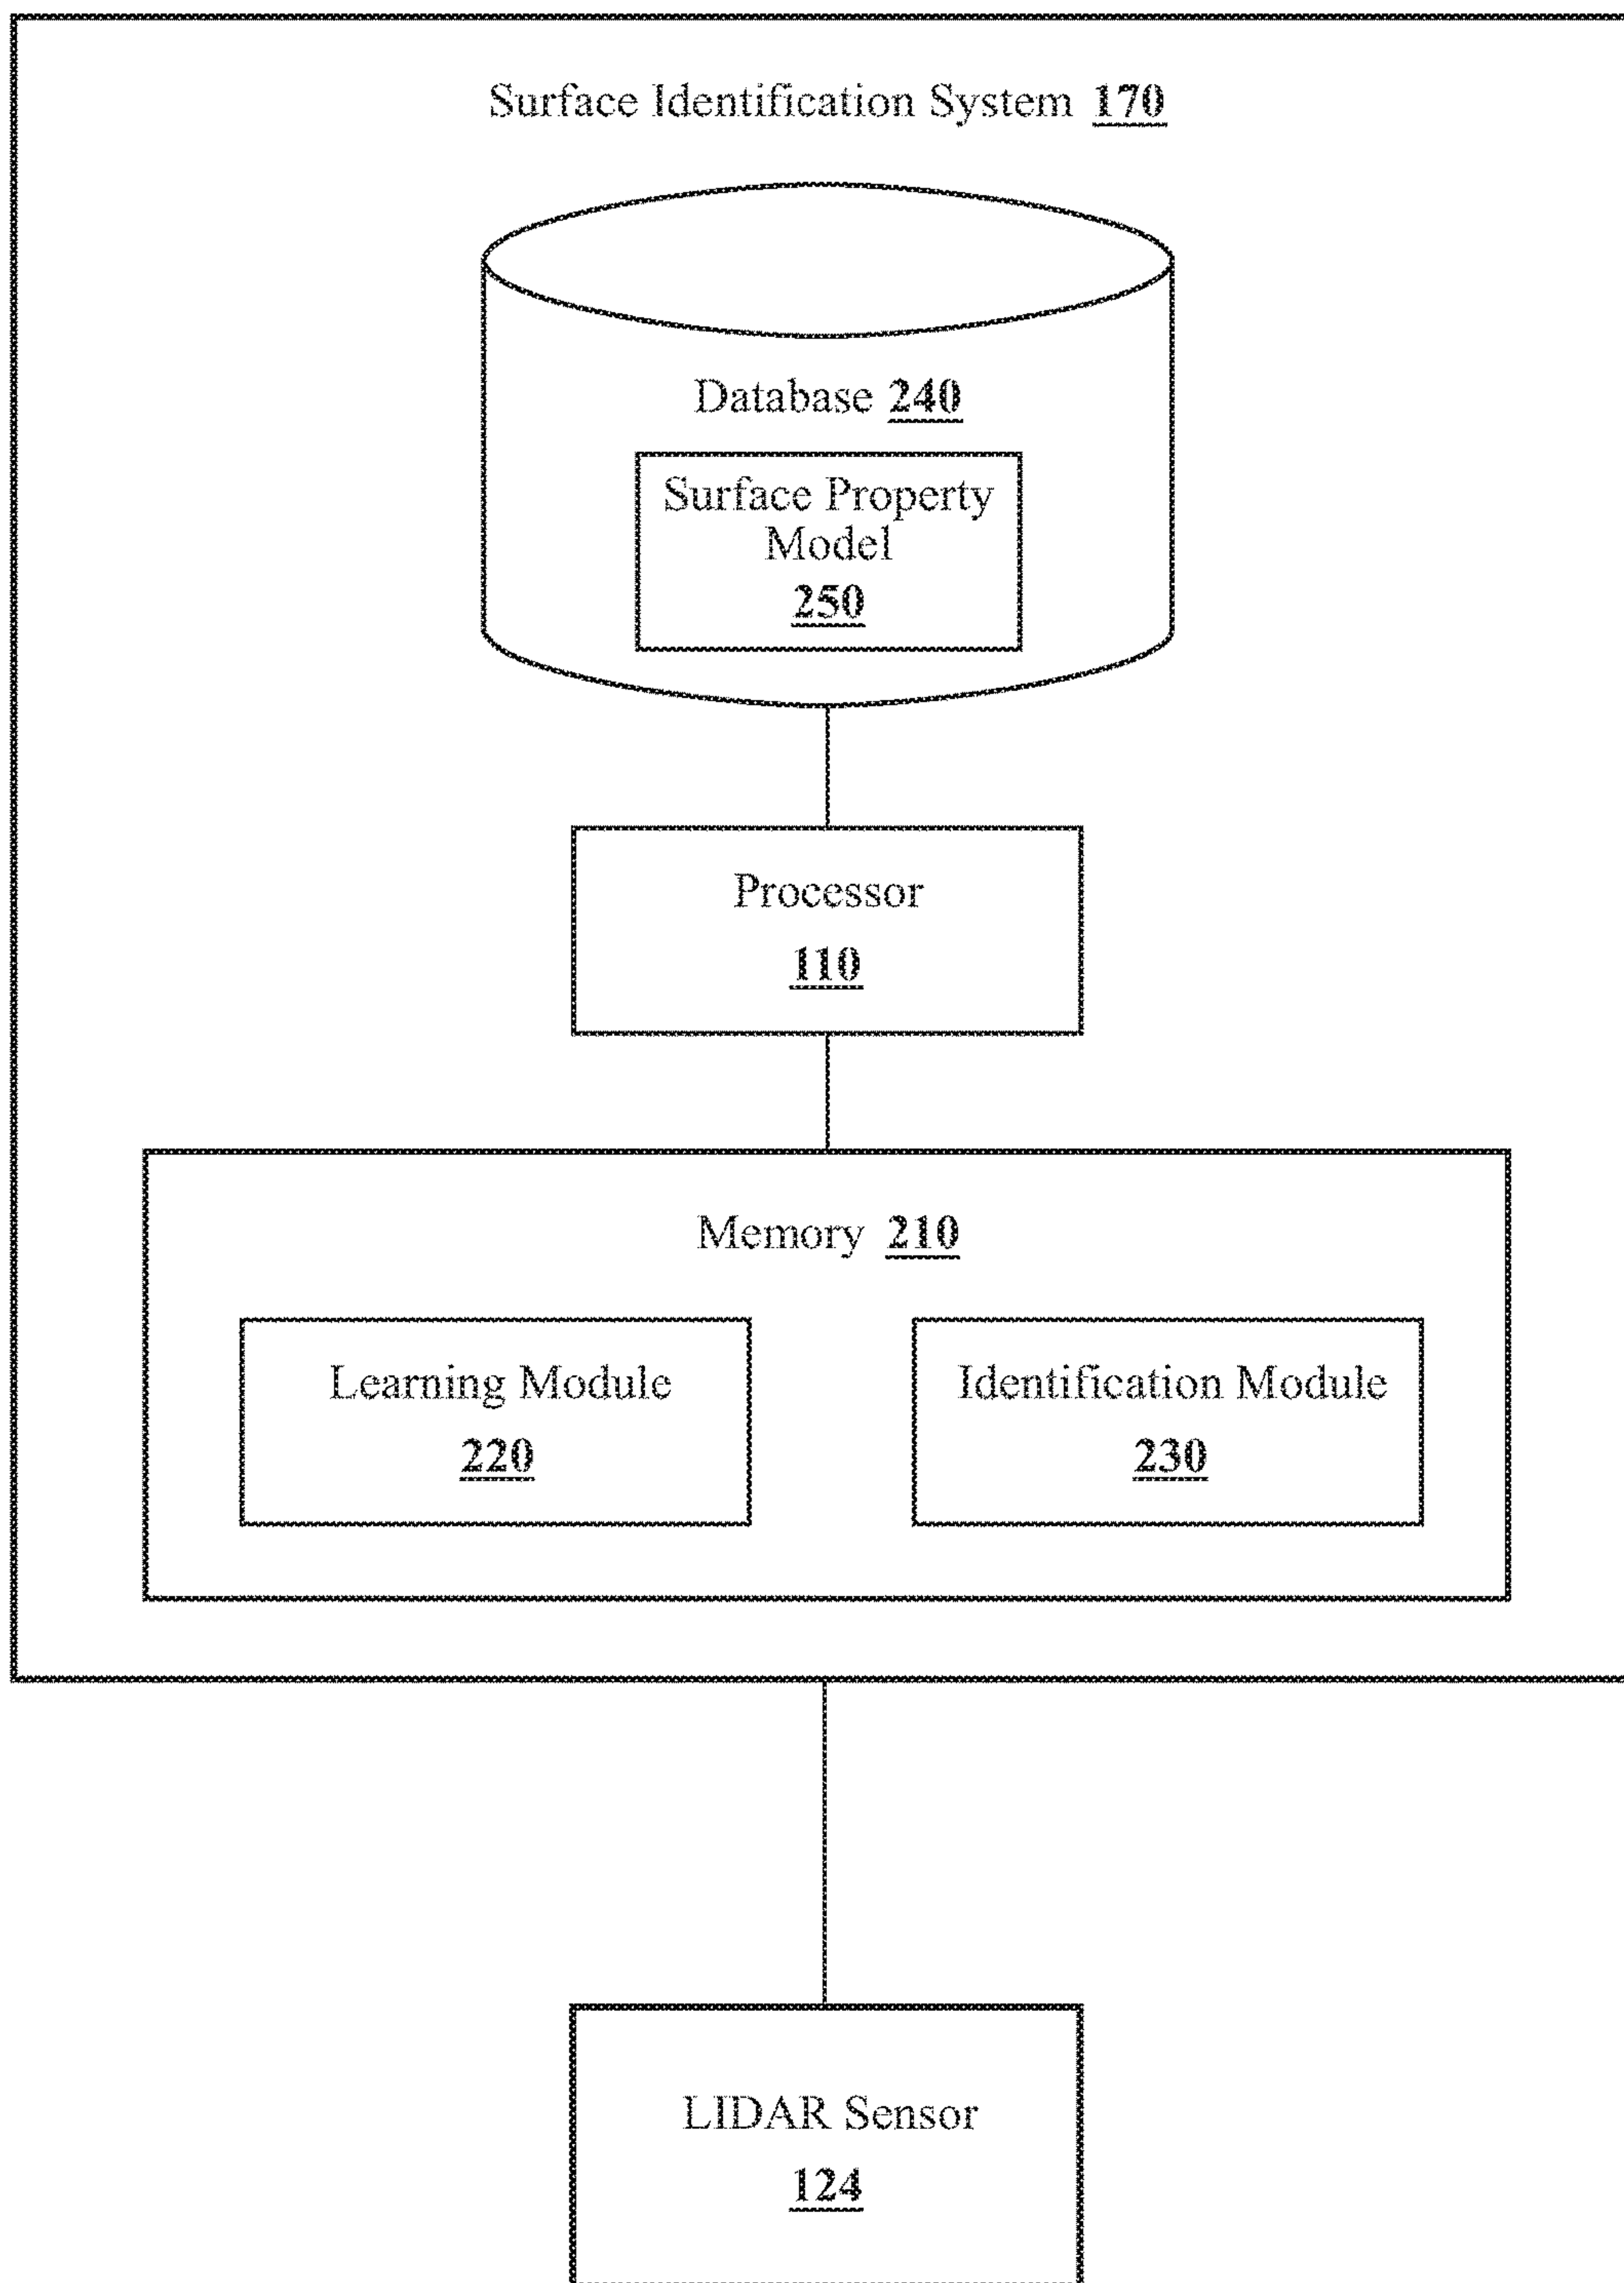 Surface Identification System 170
Database 240
Surface Property
Model
250
Processor
110
Memory 210
Learning Module
220
Identification Module
230
LIDAR Sensor
124